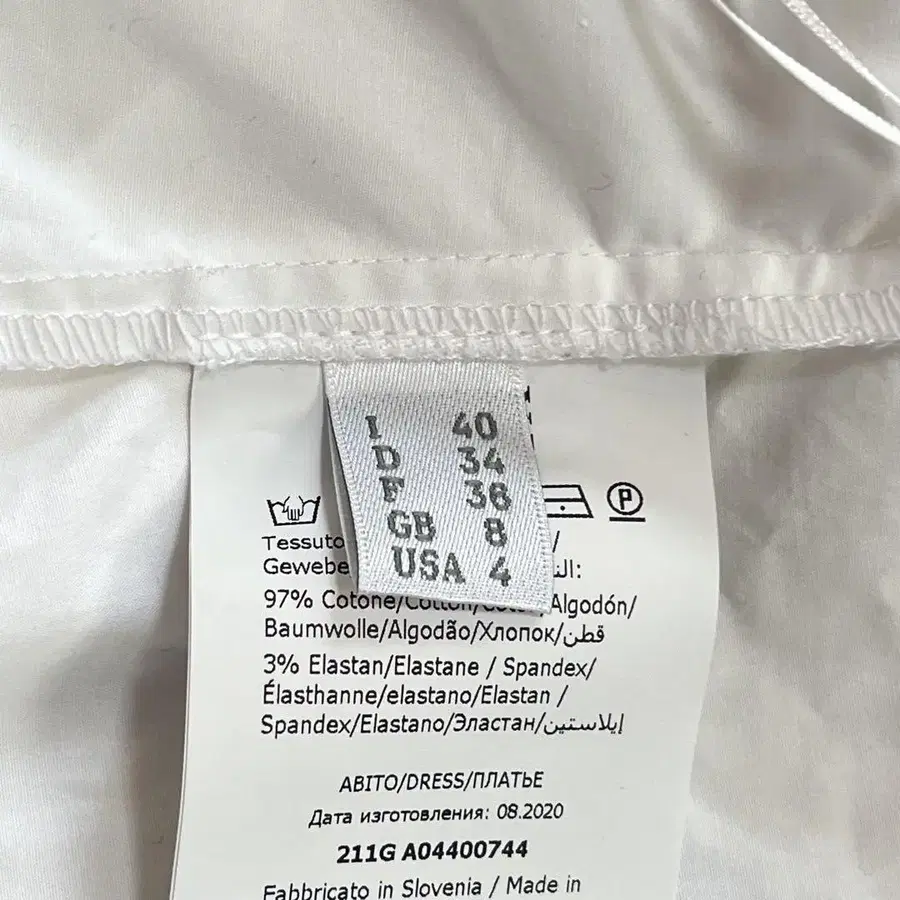 I 40
D 34
F 36
GB 8
USA 4
P
Tessuto
Gewebe
97% Cotone/Cotton/ Algodón/
Baumwolle/Algodão/Хлопок/قطن
3% Elastan/Elastane / Spandex/
Élasthanne/elastano/Elastan /
Spandex/Elastano/Эластан/إيلاستين
ABITO/DRESS/ПЛАТЬЕ
Дата изготовления: 08.2020
211G A04400744
Fabbricato in Slovenia / Made in